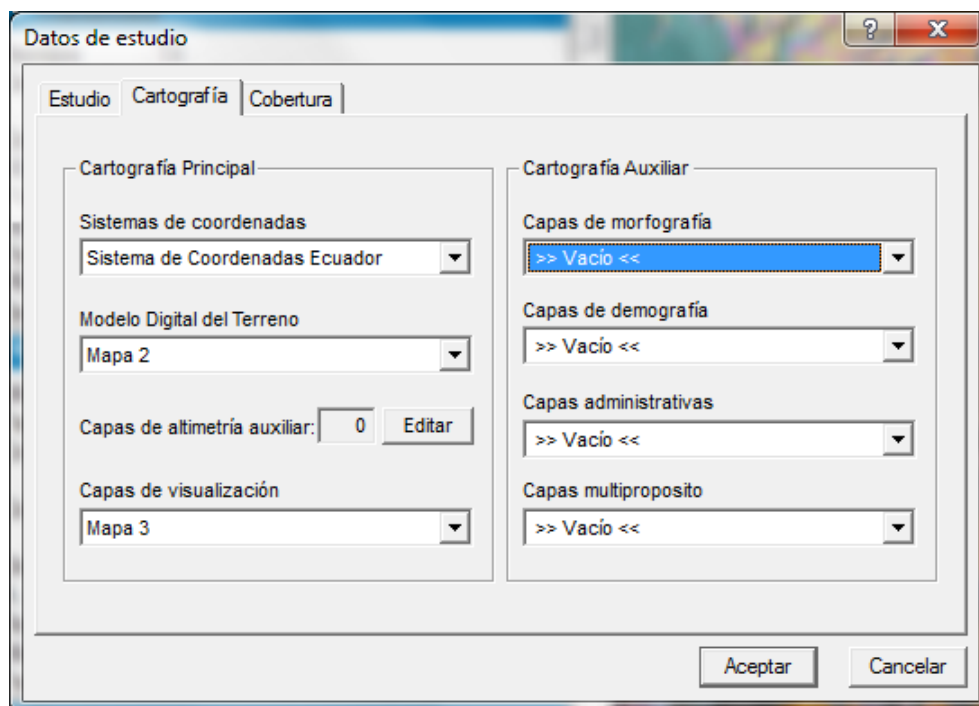 Datos de estudio
Estudio Cartografía Cobertura
Cartografía Principal
Sistemas de coordenadas
Sistema de Coordenadas Ecuador
Modelo Digital del Terreno
Mapa 2
Capas de altimetría auxiliar: 0 Editar
Capas de visualización
Mapa 3
Cartografía Auxiliar
Capas de morfografía
>> Vacío <<
Capas de demografía
>> Vacío <<
Capas administrativas
>> Vacío <<
Capas multiproposito
>> Vacío <<
Aceptar Cancelar